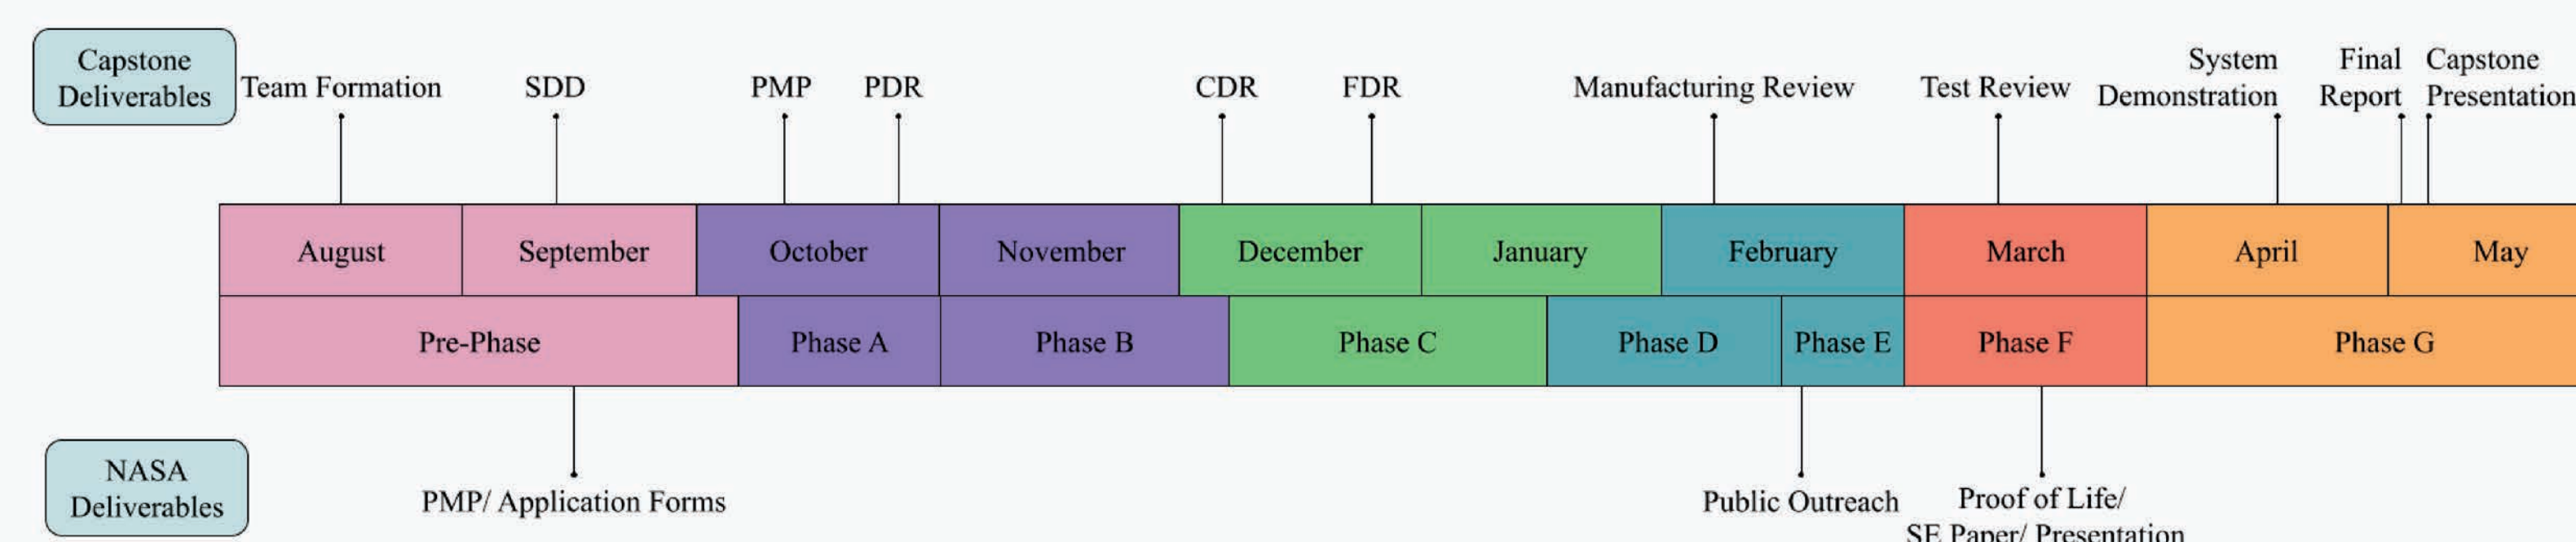 Capstone
Deliverables
Team Formation
SDD
PMP
PDR
CDR
FDR
Manufacturing Review
Test Review
System
Demonstration
Final
Report
Capstone
Presentation
August
September
October
November
December
January
February
March
April
May
Pre-Phase
Phase A
Phase B
Phase C
Phase D
Phase E
Phase F
Phase G
NASA
Deliverables
PMP/ Application Forms
Public Outreach
Proof of Life/
SE Paper/ Presentation